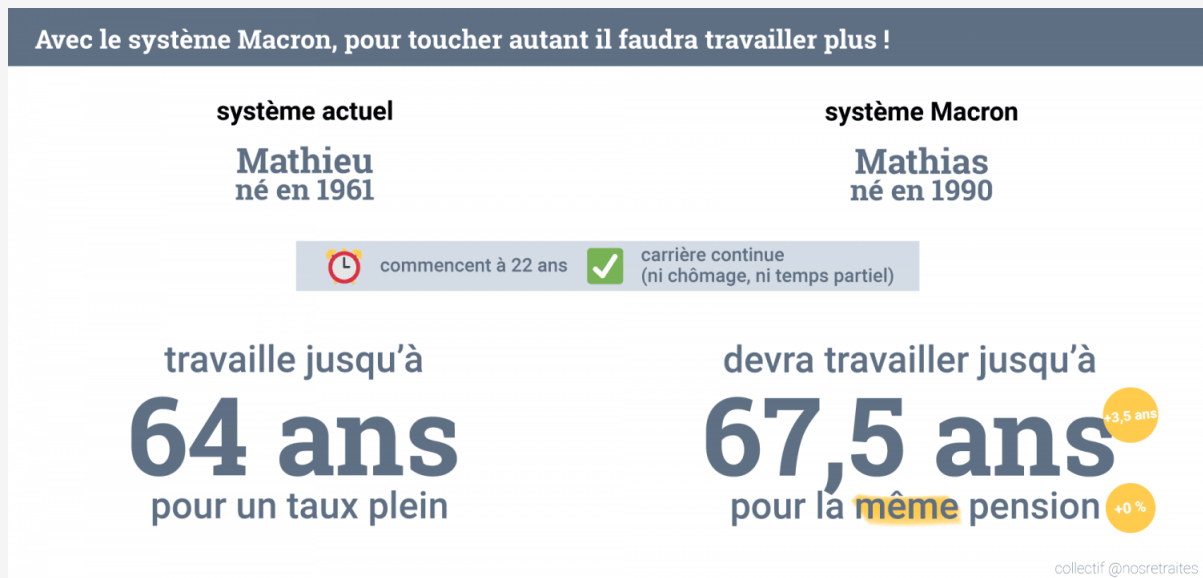 Avec le système Macron, pour toucher autant il faudra travailler plus !
système actuel
Mathieu
né en 1961
système Macron
Mathias
né en 1990
commencent à 22 ans
carrière continue
(ni chômage, ni temps partiel)
travaille jusqu'à
64 ans
pour un taux plein
devra travailler jusqu'à
67,5 ans
+3,5 ans
pour la même pension
+0 %
collectif @nosretraites